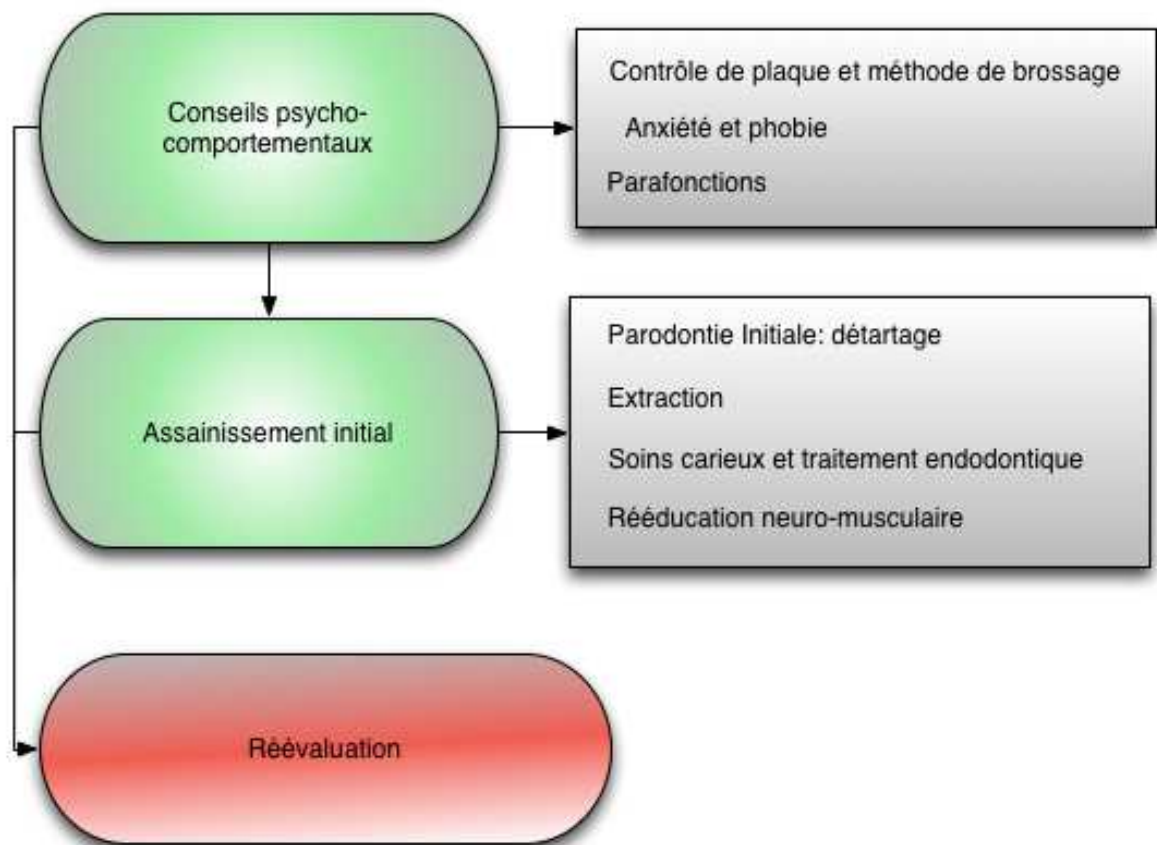 Conseils psycho-
comportementaux
Contrôle de plaque et méthode de brossage
Anxiété et phobie
Parafonctions
Assainissement initial
Parodontie Initiale: détartage
Extraction
Soins carieux et traitement endodontique
Rééducation neuro-musculaire
Réévaluation